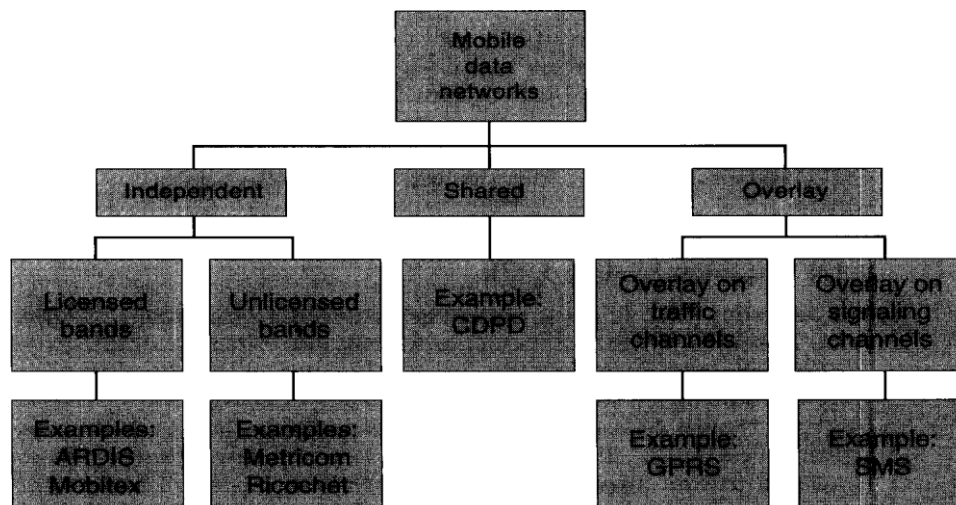 Mobile
data
networks
Independent
Shared
Overlay
Licensed
bands
Unlicensed
bands
Example:
CDPD
Overlay on
traffic
channels
Overlay on
signaling
channels
Examples:
ARDIS
Mobitex
Examples:
Metricom
Ricochet
Example:
GPRS
Example:
SMS